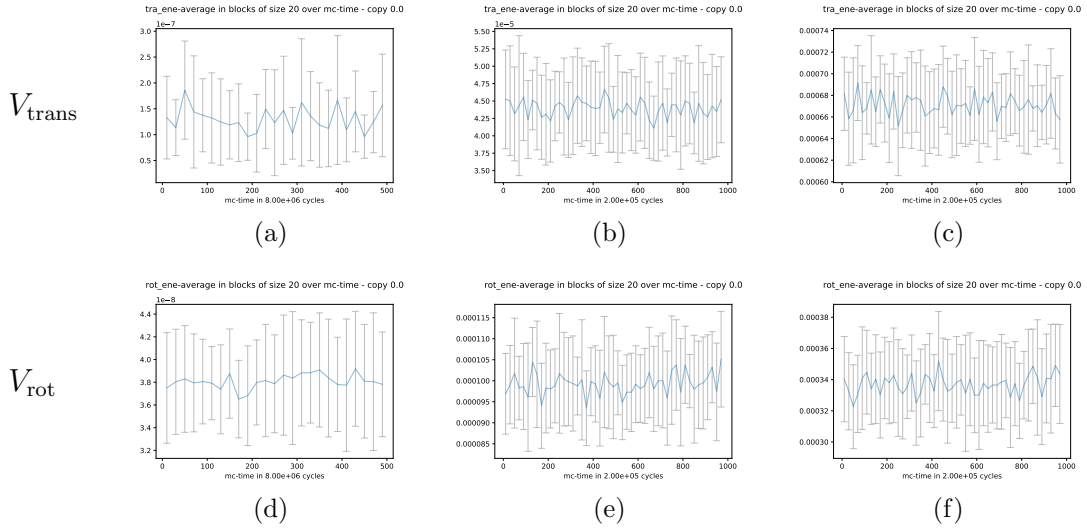 tra_ene-average in blocks of size 20 over mc-time - copy 0.0
1e−7
3.0
2.5
2.0
1.5
1.0
0.5
0 100 200 300 400 500
mc-time in 8.00e+06 cycles
(a)
tra_ene-average in blocks of size 20 over mc-time - copy 0.0
1e−5
5.50
5.25
5.00
4.75
4.50
4.25
4.00
3.75
3.50
0 200 400 600 800 1000
mc-time in 2.00e+05 cycles
(b)
tra_ene-average in blocks of size 20 over mc-time - copy 0.0
0.00074
0.00072
0.00070
0.00068
0.00066
0.00064
0.00062
0.00060
0 200 400 600 800 1000
mc-time in 2.00e+05 cycles
(c)
V_trans
rot_ene-average in blocks of size 20 over mc-time - copy 0.0
1e−8
4.4
4.2
4.0
3.8
3.6
3.4
3.2
0 100 200 300 400 500
mc-time in 8.00e+06 cycles
(d)
rot_ene-average in blocks of size 20 over mc-time - copy 0.0
0.000115
0.000110
0.000105
0.000100
0.000095
0.000090
0.000085
0 200 400 600 800 1000
mc-time in 2.00e+05 cycles
(e)
rot_ene-average in blocks of size 20 over mc-time - copy 0.0
0.00038
0.00036
0.00034
0.00032
0.00030
0 200 400 600 800 1000
mc-time in 2.00e+05 cycles
(f)
V_rot